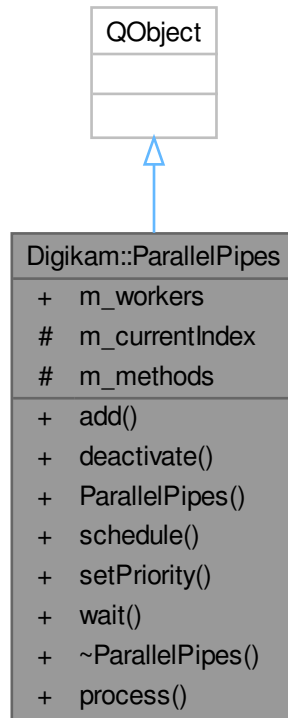 QObject
Digikam::ParallelPipes
+ m_workers
# m_currentIndex
# m_methods
+ add()
+ deactivate()
+ ParallelPipes()
+ schedule()
+ setPriority()
+ wait()
+ ~ParallelPipes()
+ process()